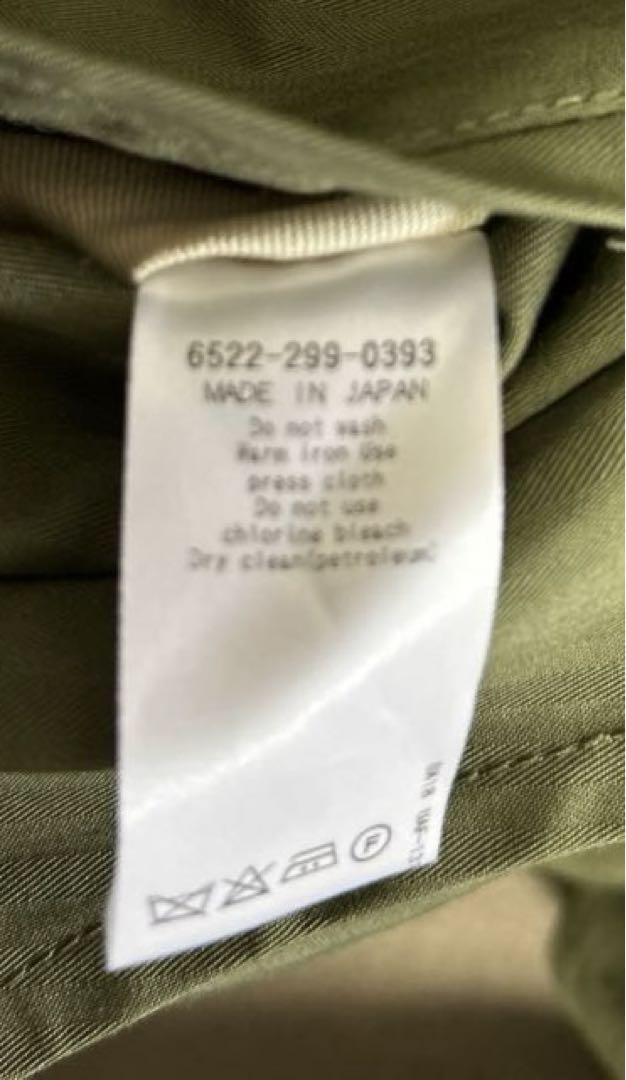 6522-299-0393
MADE IN JAPAN
Do not wash
Warm iron Use
press cloth
Do not use
chlorine bleach
Dry clean(petroleum)
F